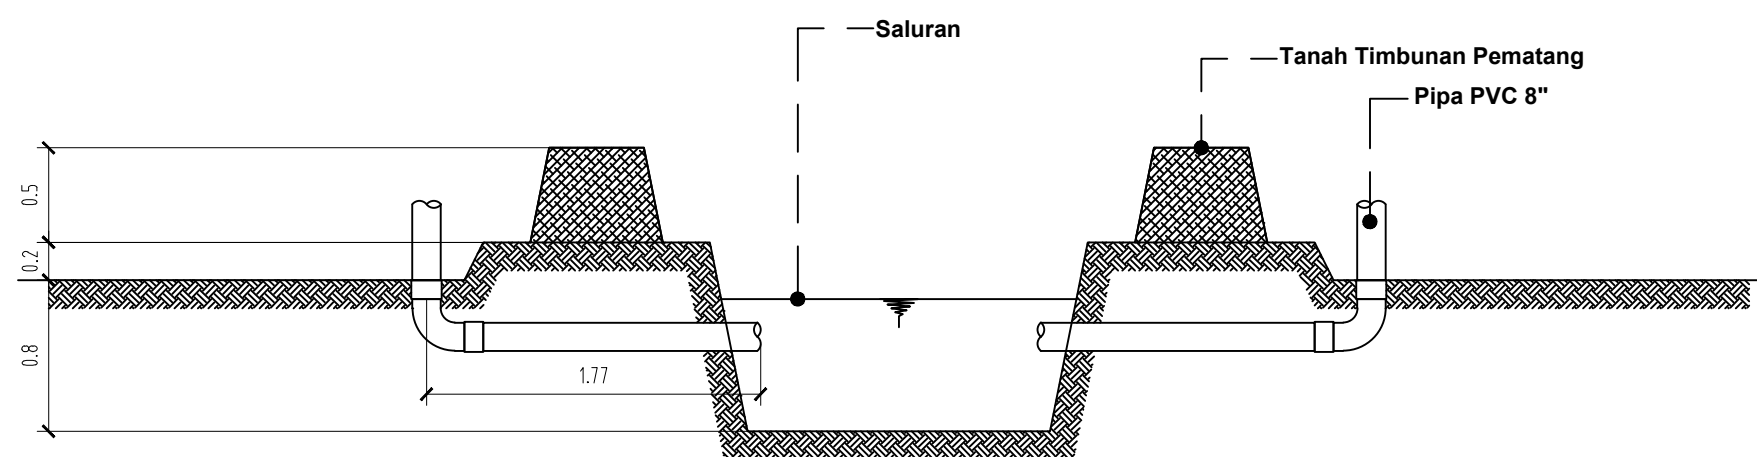 Saluran
Tanah Timbunan Pematang
Pipa PVC 8"
0.5
0.2
0.8
1.77